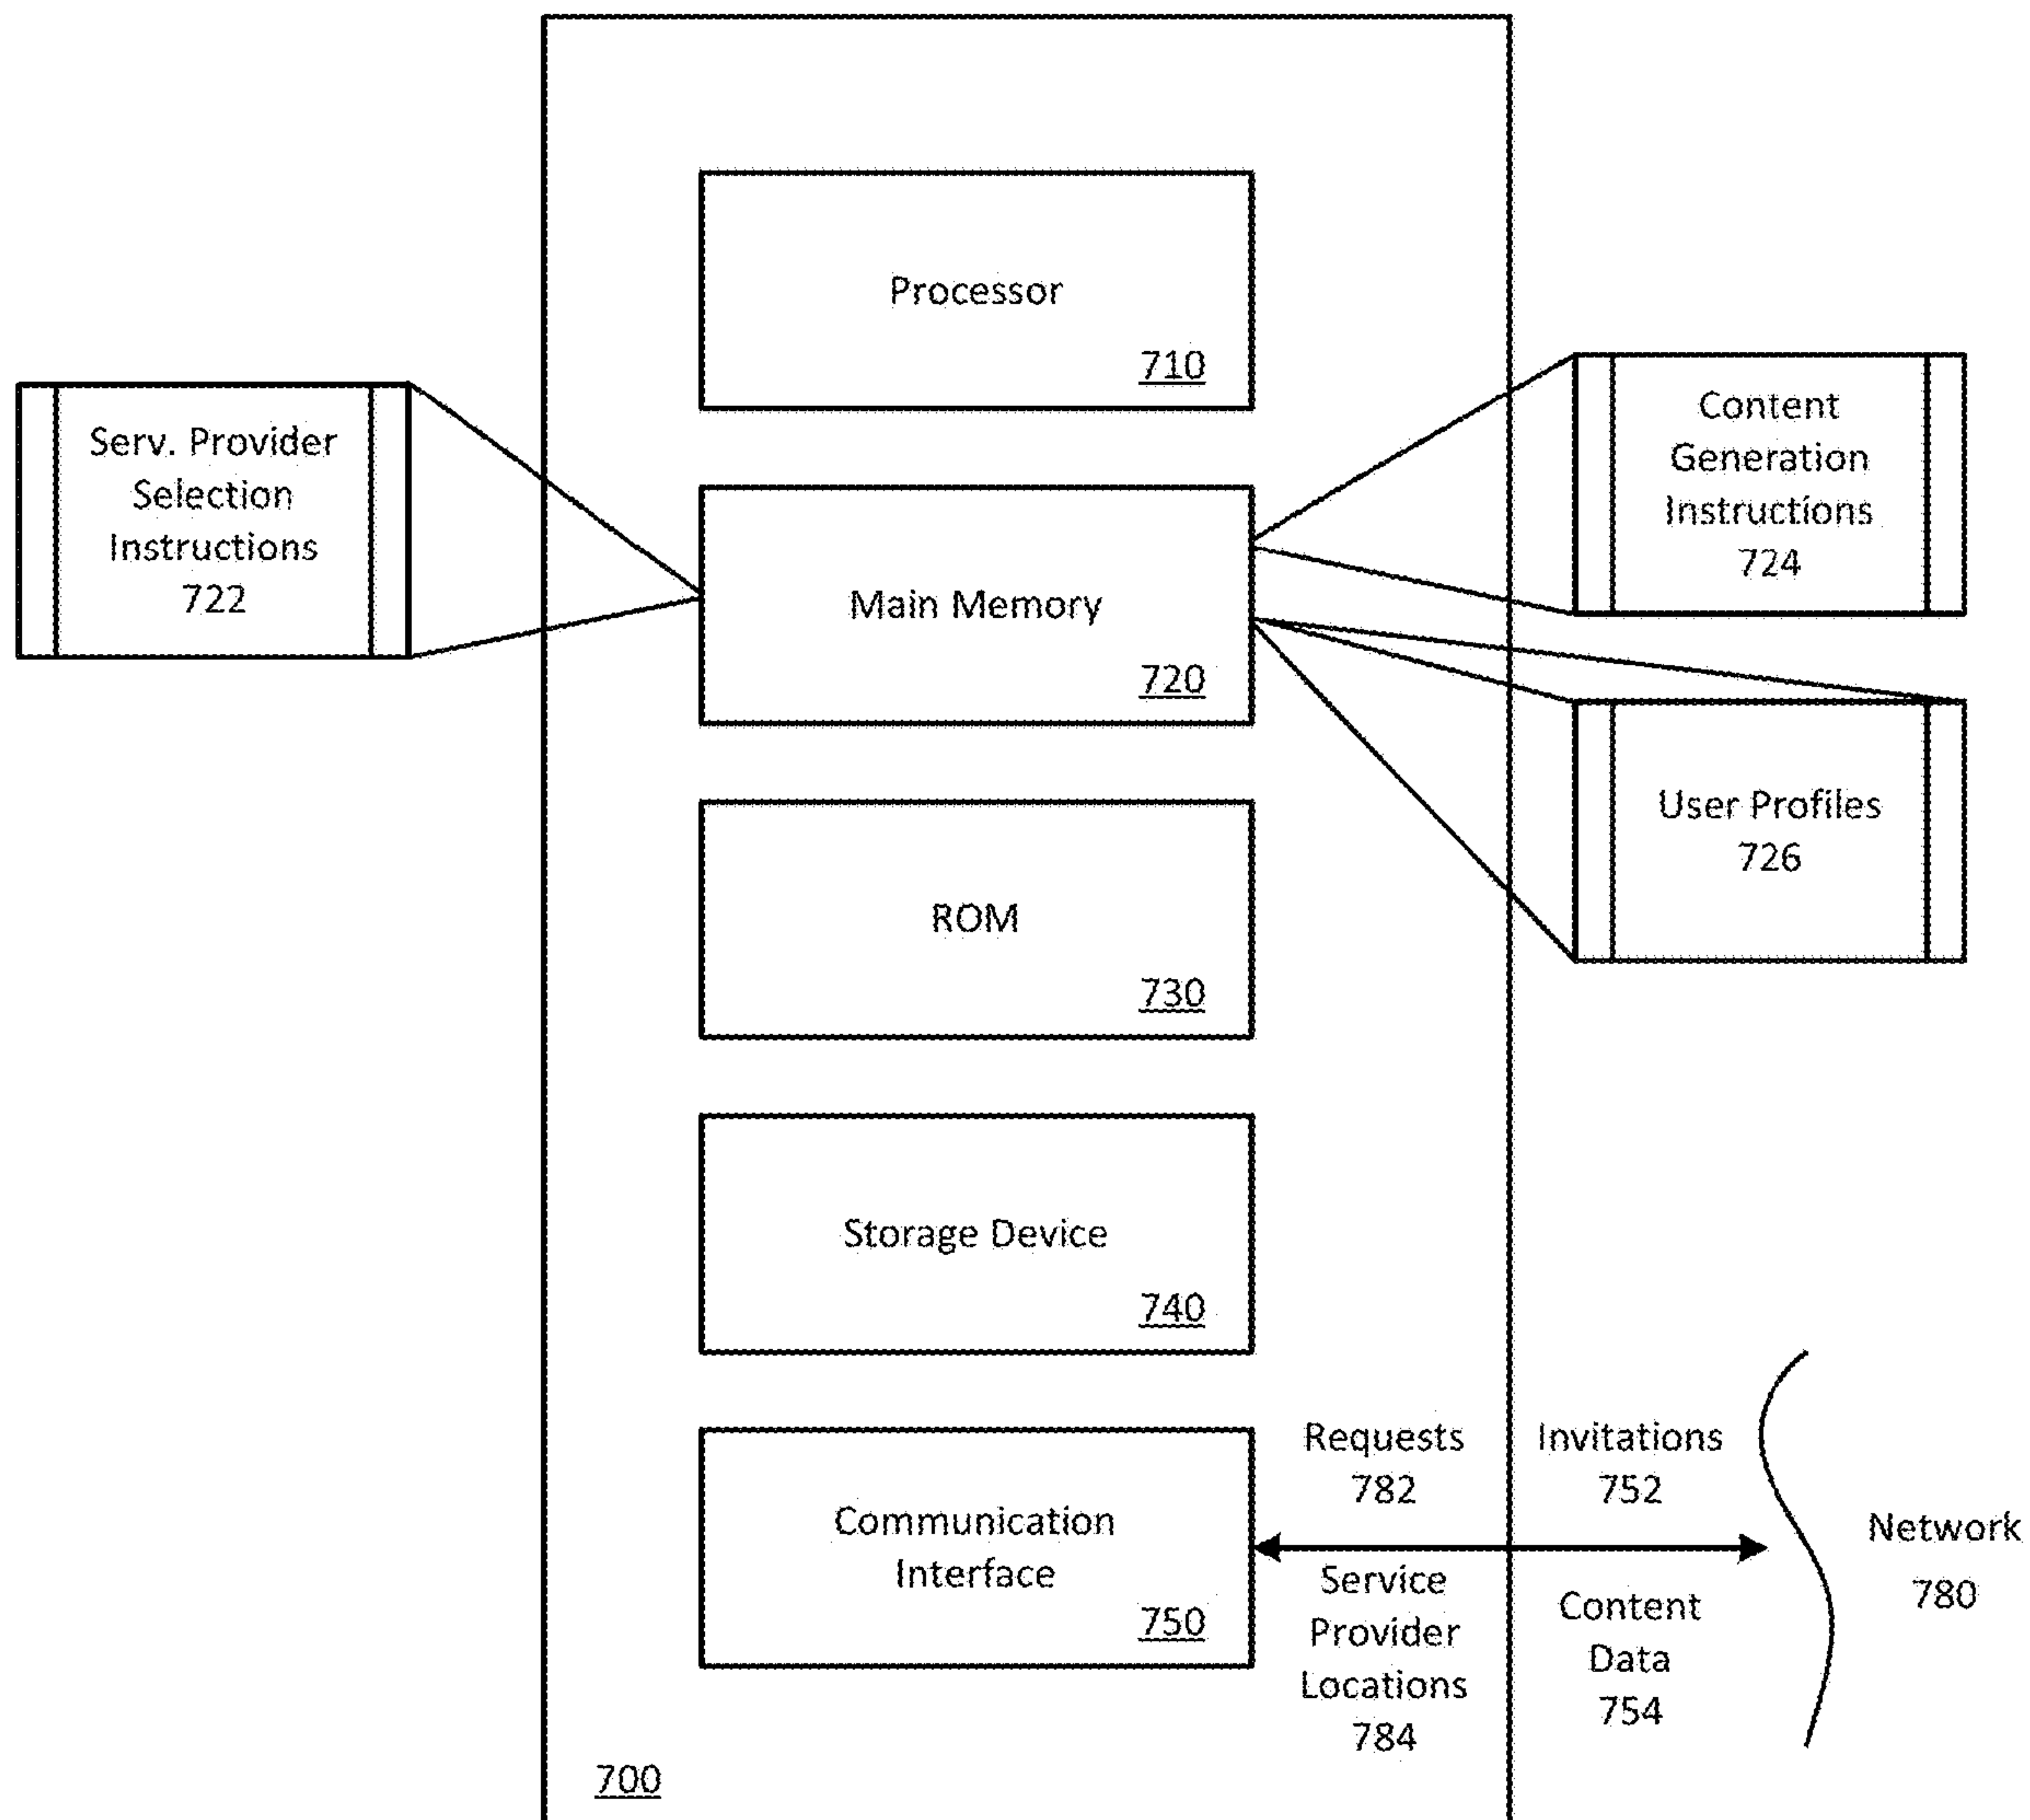 Processor
710
Serv. Provider
Selection
Instructions
722
Content
Generation
Instructions
724
Main Memory
720
User Profiles
726
ROM
730
Storage Device
740
Communication
Interface
750
Requests
782
Service
Provider
Locations
784
Invitations
752
Content
Data
754
Network
780
700